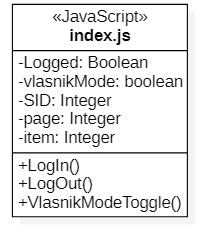 «JavaScript»
index.js
-Logged: Boolean
-vlasnikMode: boolean
-SID: Integer
-page: Integer
-item: Integer
+LogIn()
+LogOut()
+VlasnikModeToggle()